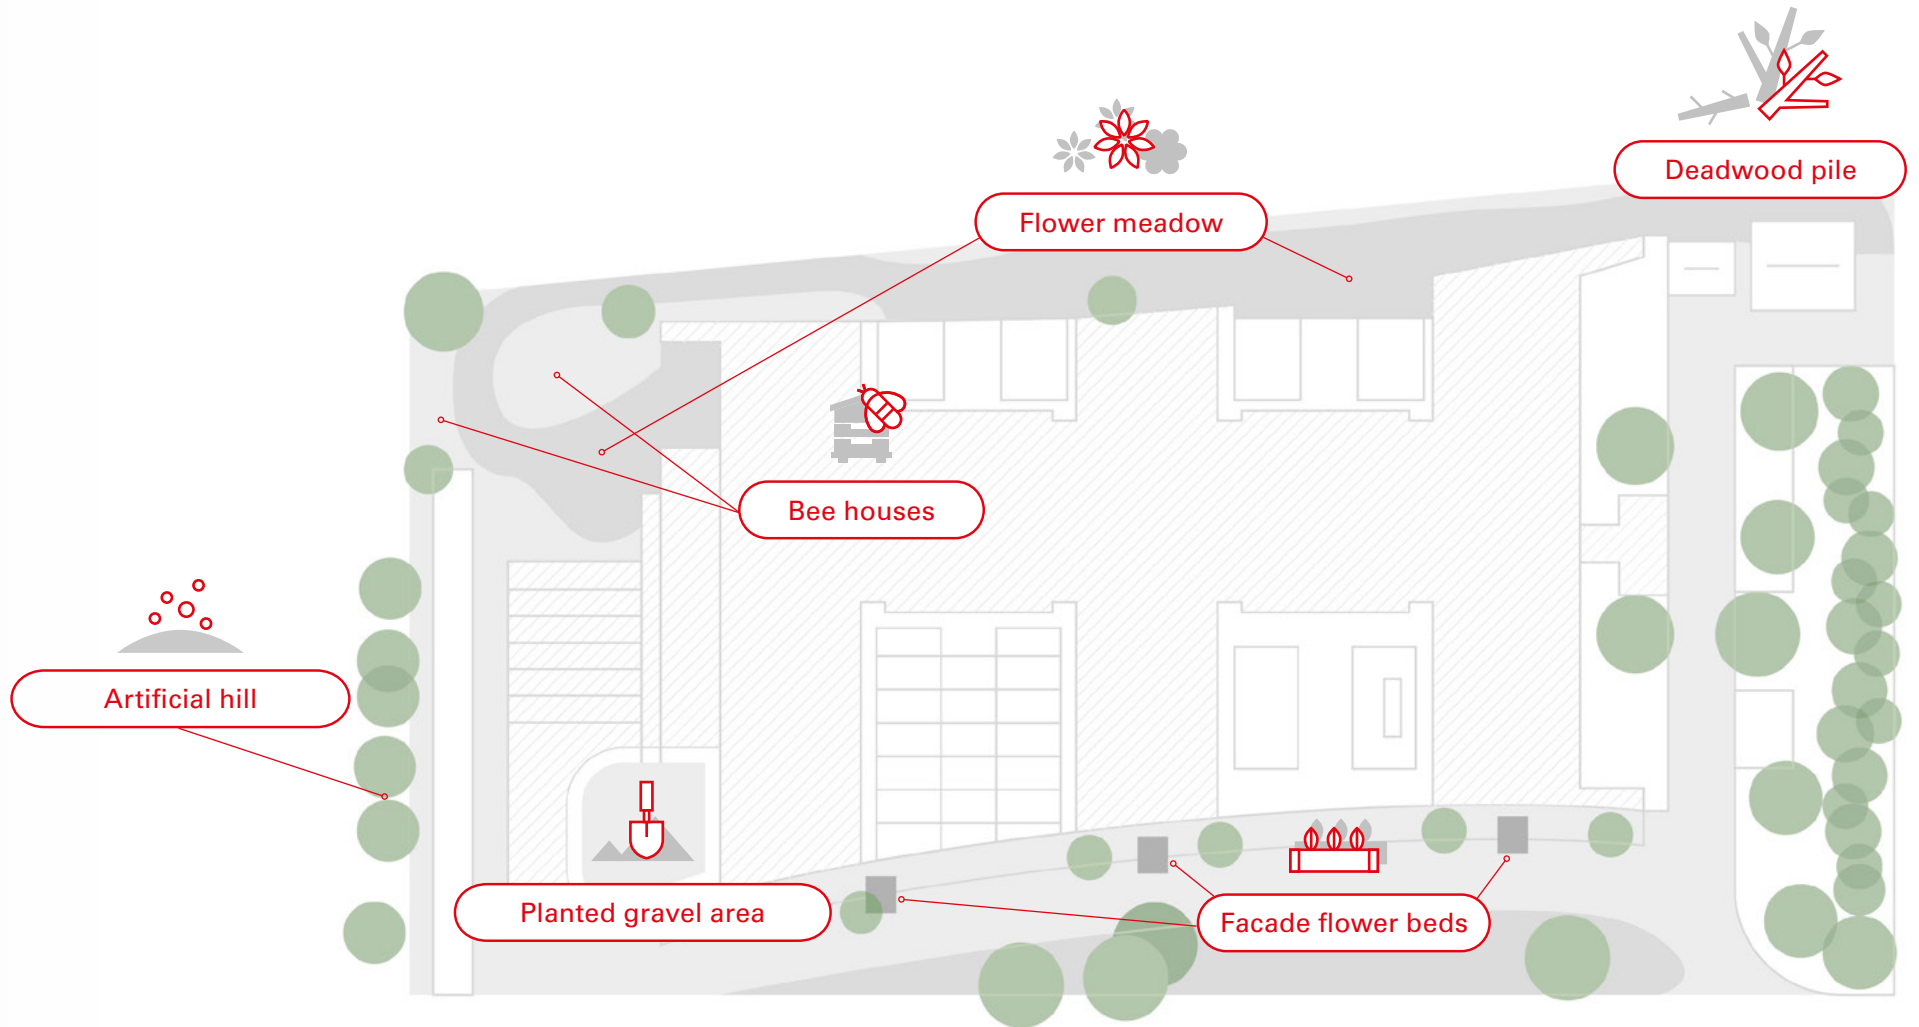 Deadwood pile
Flower meadow
Bee houses
Artificial hill
Planted gravel area
Facade flower beds